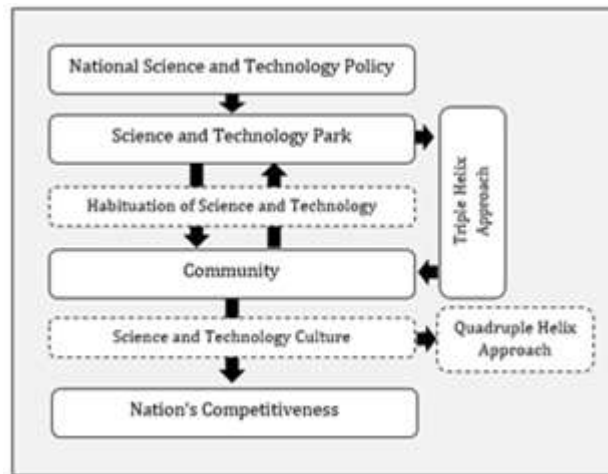 National Science and Technology Policy
Science and Technology Park
Triple Helix
Approach
Habituation of Science and Technology
Community
Science and Technology Culture
Quadruple Helix
Approach
Nation's Competitiveness